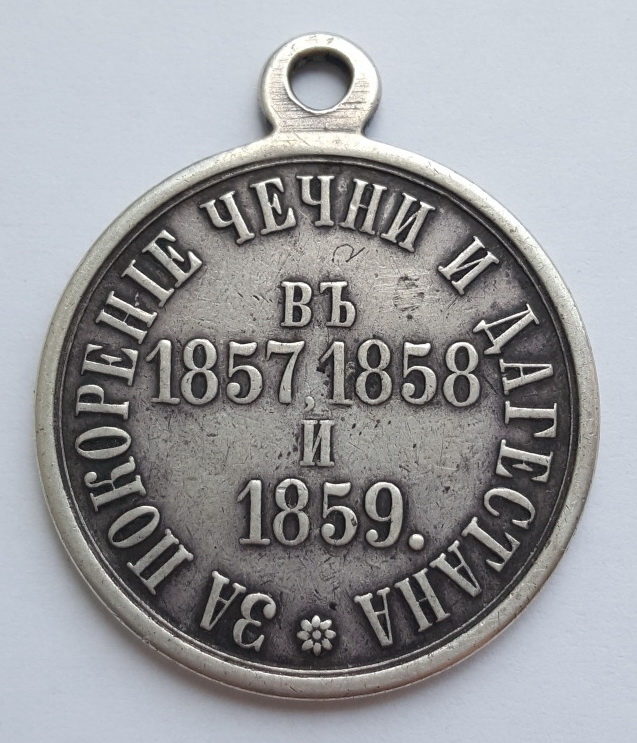 ЗА ПОКОРЕНІЕ ЧЕЧНИ И ДАГЕСТАНА
ВЪ
1857, 1858
И
1859.